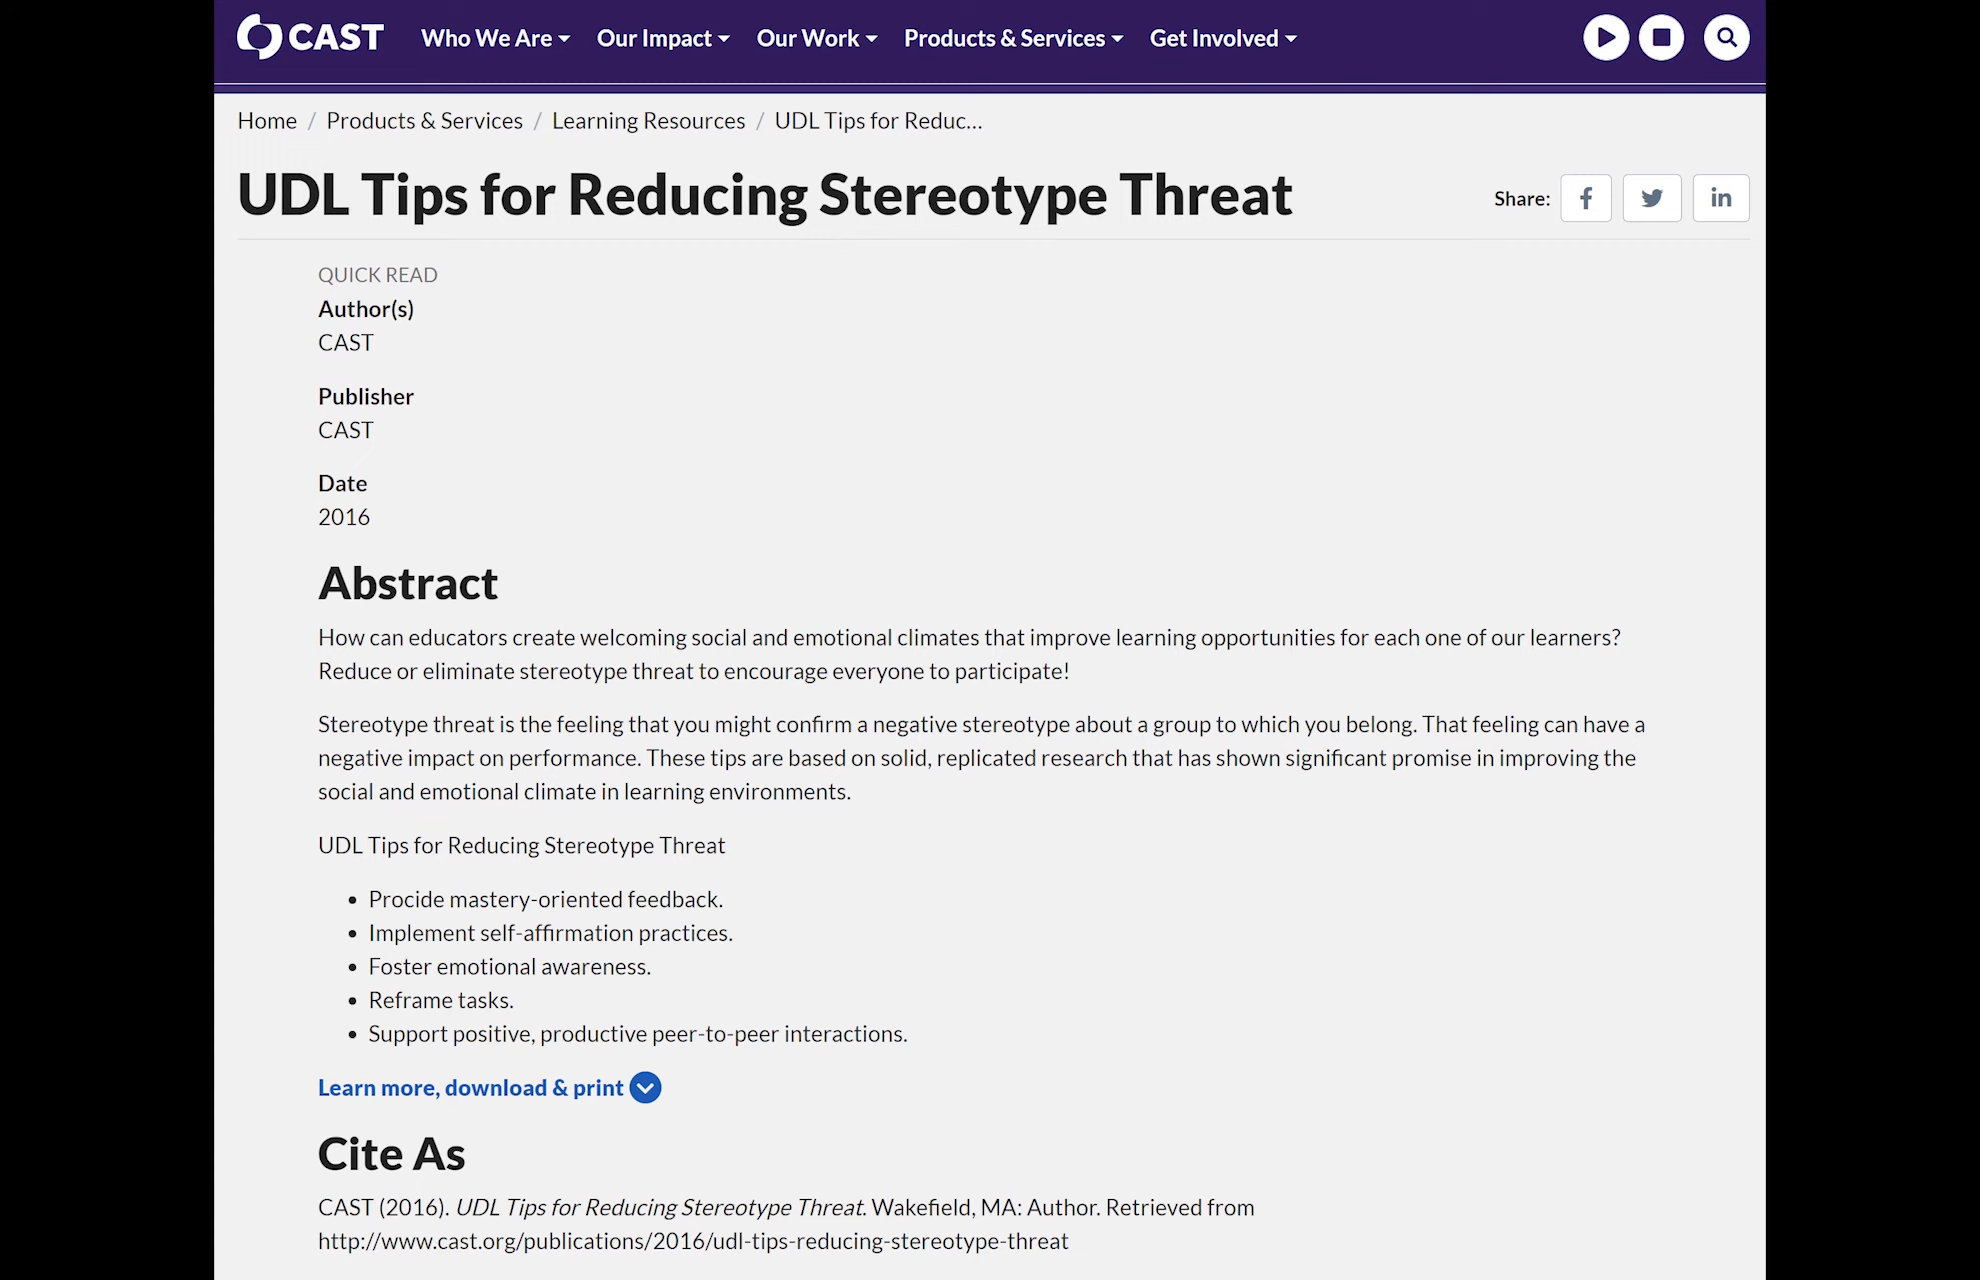 CAST Who We Are Our Impact Our Work Products & Services Get Involved
Home / Products & Services / Learning Resources / UDL Tips for Reduc...
UDL Tips for Reducing Stereotype Threat
Share:
QUICK READ
Author(s)
CAST
Publisher
CAST
Date
2016
Abstract
How can educators create welcoming social and emotional climates that improve learning opportunities for each one of our learners?
Reduce or eliminate stereotype threat to encourage everyone to participate!
Stereotype threat is the feeling that you might confirm a negative stereotype about a group to which you belong. That feeling can have a
negative impact on performance. These tips are based on solid, replicated research that has shown significant promise in improving the
social and emotional climate in learning environments.
UDL Tips for Reducing Stereotype Threat
• Procide mastery-oriented feedback.
• Implement self-affirmation practices.
• Foster emotional awareness.
• Reframe tasks.
• Support positive, productive peer-to-peer interactions.
Learn more, download & print
Cite As
CAST (2016). UDL Tips for Reducing Stereotype Threat. Wakefield, MA: Author. Retrieved from
http://www.cast.org/publications/2016/udl-tips-reducing-stereotype-threat